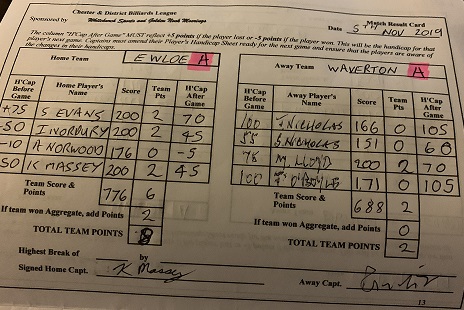 Chester & District Billiards League
Sponsored by Whitchurch Sports and Golden Rush Mornings
Match Result Card
Date 5TH NOV 2019
The column "H'Cap After Game" MUST reflect +5 points if the player lost or -5 points if the player won. This will be the handicap for that
player's next game. Captains must amend their Player's Handicap Sheet ready for the next game and ensure that the players are aware of
the changes in their handicaps.
Home Team EWLOE A
H'Cap Before Game Home Player's Name Score Team Pts H'Cap After Game
+75 S EVANS 200 2 70
-50 I NORBURY 200 2 45
-10 A NORWOOD 176 0 -5
50 K MASSEY 200 2 45
Team Score & Points 776 6
If team won Aggregate, add Points 2
TOTAL TEAM POINTS 8
Away Team WAVERTON A
H'Cap Before Game Away Player's Name Score Team Pts H'Cap After Game
100 J. NICHOLAS 166 0 105
55 S NICHOLAS 151 0 60
75 M LLOYD 200 2 70
100 171 0 105
Team Score & Points 688 2
If team won Aggregate, add Points 0
TOTAL TEAM POINTS 2
Highest Break of by
Signed Home Capt. K Massey
Away Capt.
13